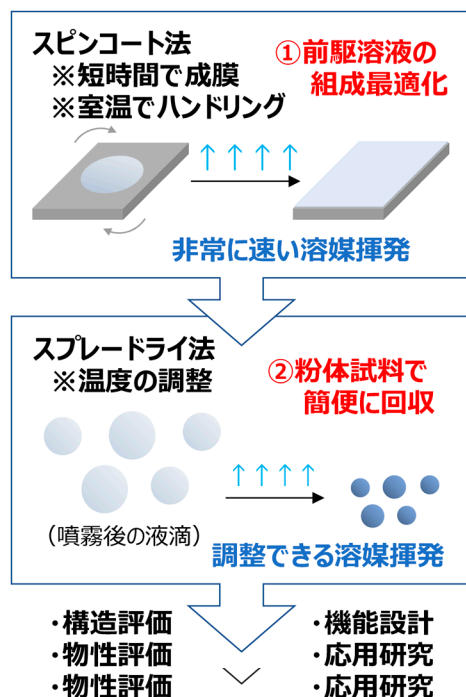 スピンコート法
※短時間で成膜
※室温でハンドリング
①前駆溶液の
組成最適化
非常に速い溶媒揮発
スプレードライ法
※温度の調整
②粉体試料で
簡便に回収
(噴霧後の液滴)
調整できる溶媒揮発
・構造評価
・物性評価
・物性評価
・機能設計
・応用研究
・応用研究